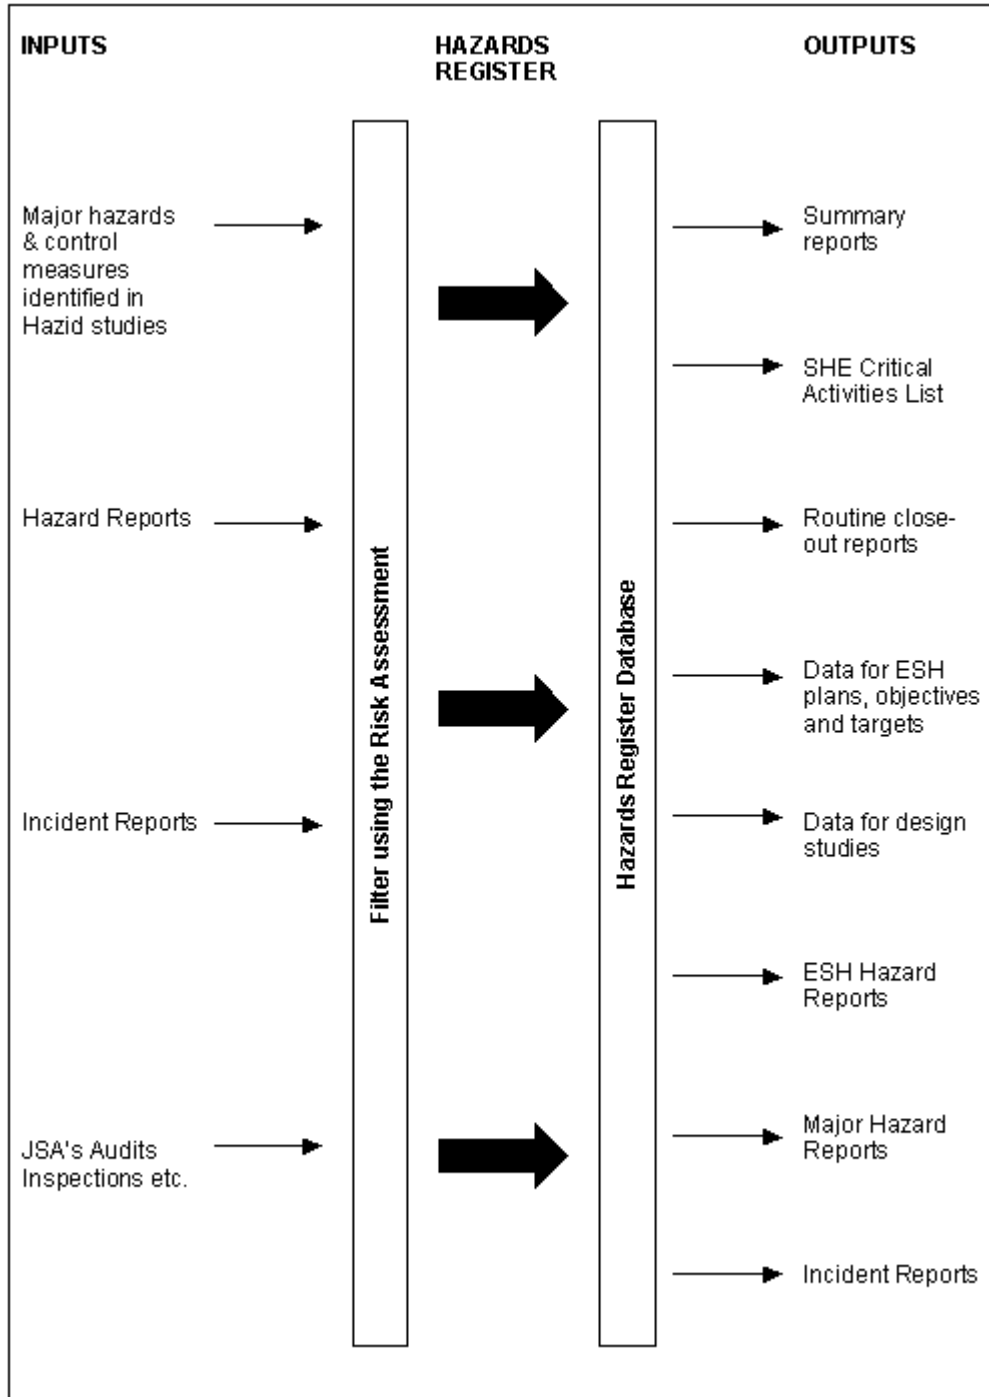 INPUTS
HAZARDS
REGISTER
OUTPUTS
Major hazards
& control
measures
identified in
Hazid studies
Hazard Reports
Incident Reports
JSA's Audits
Inspections etc.
Filter using the Risk Assessment
Hazards Register Database
Summary
reports
SHE Critical
Activities List
Routine close-
out reports
Data for ESH
plans, objectives
and targets
Data for design
studies
ESH Hazard
Reports
Major Hazard
Reports
Incident Reports